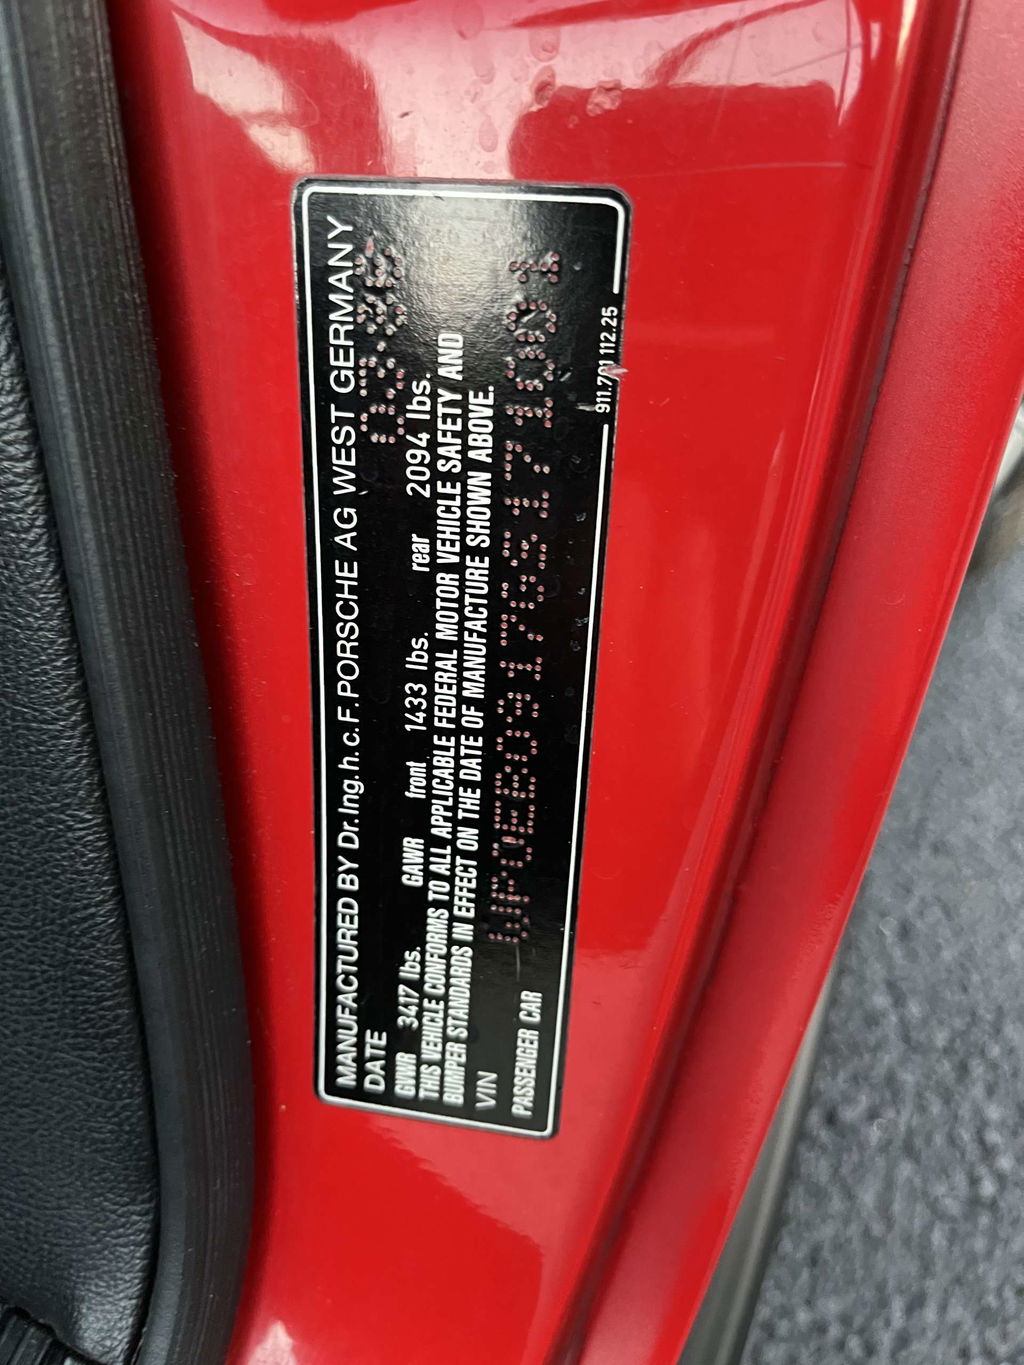 MANUFACTURED BY Dr.Ing.h.c.F.PORSCHE AG WEST GERMANY
DATE
GVWR 3417 lbs. GAWR front 1433 lbs. rear 2094 lbs.
THIS VEHICLE CONFORMS TO ALL APPLICABLE FEDERAL MOTOR VEHICLE SAFETY AND
BUMPER STANDARDS IN EFFECT ON THE DATE OF MANUFACTURE SHOWN ABOVE.
VIN WP0EB0917GS171001
PASSENGER CAR
911.701 112.25